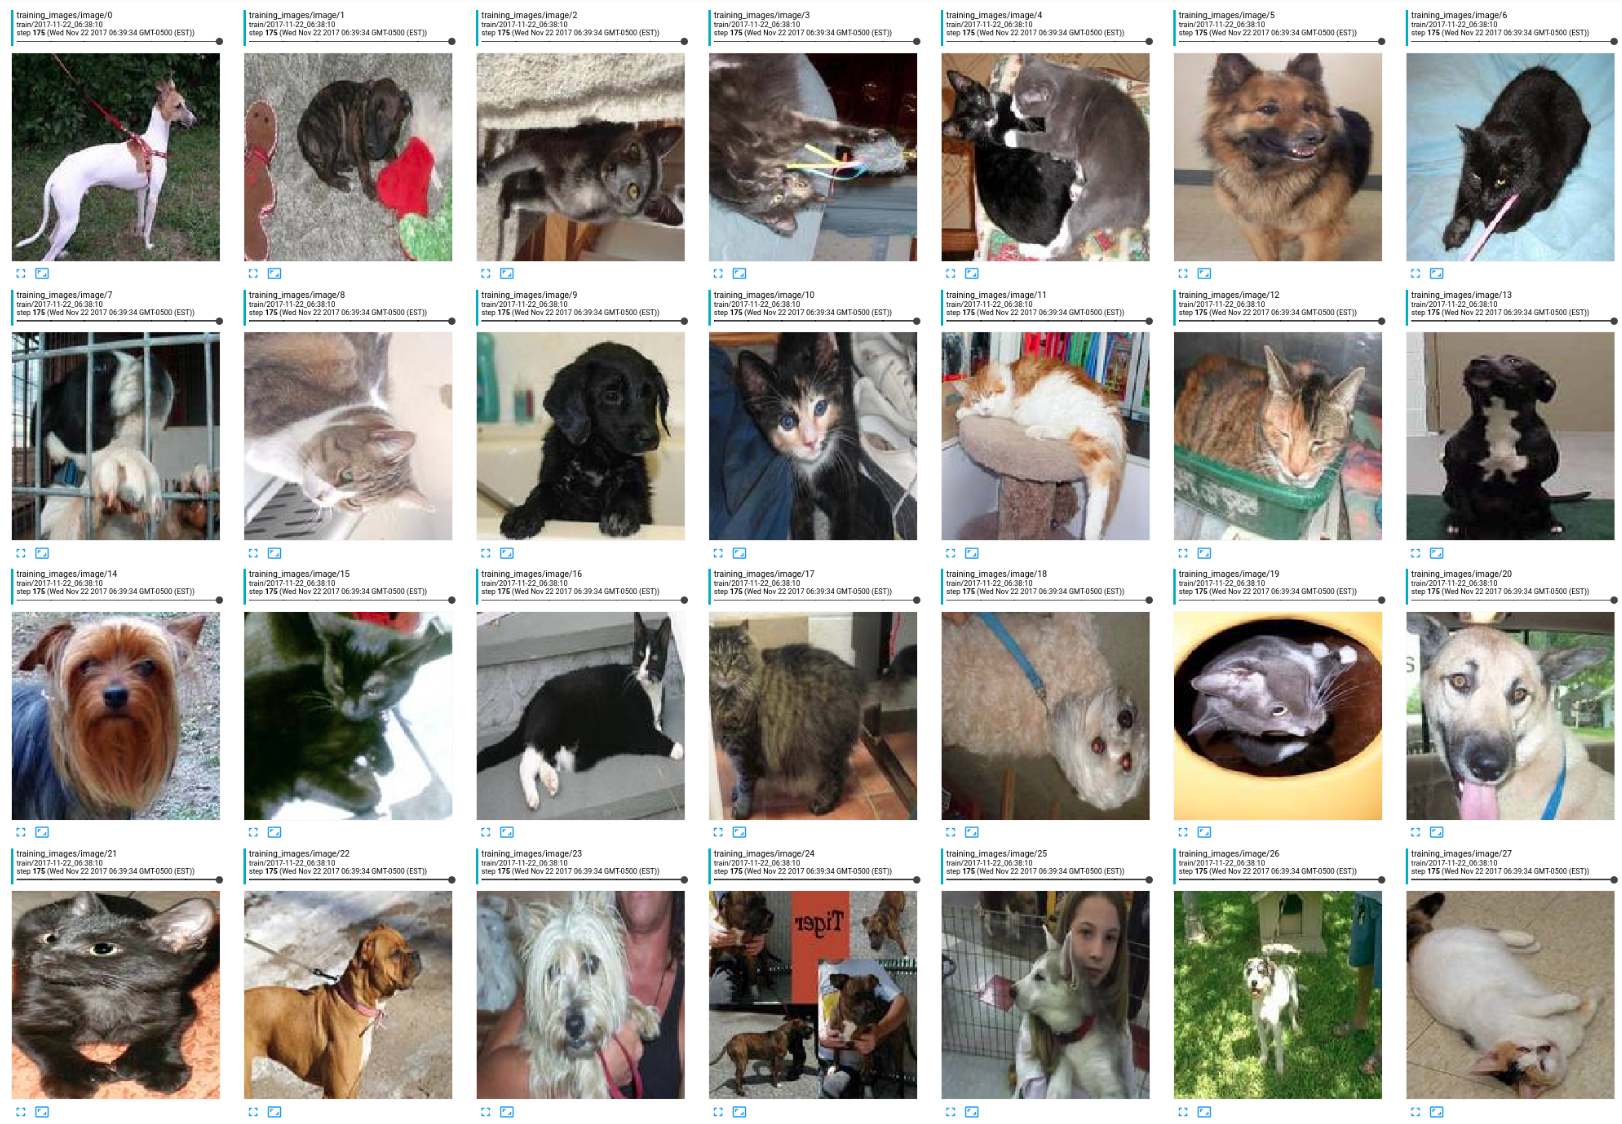 training_images/image/0
train/2017-11-22_06:38:10
step 175 (Wed Nov 22 2017 06:39:34 GMT-0500 (EST))
training_images/image/1
train/2017-11-22_06:38:10
step 175 (Wed Nov 22 2017 06:39:34 GMT-0500 (EST))
training_images/image/2
train/2017-11-22_06:38:10
step 175 (Wed Nov 22 2017 06:39:34 GMT-0500 (EST))
training_images/image/3
train/2017-11-22_06:38:10
step 175 (Wed Nov 22 2017 06:39:34 GMT-0500 (EST))
training_images/image/4
train/2017-11-22_06:38:10
step 175 (Wed Nov 22 2017 06:39:34 GMT-0500 (EST))
training_images/image/5
train/2017-11-22_06:38:10
step 175 (Wed Nov 22 2017 06:39:34 GMT-0500 (EST))
training_images/image/6
train/2017-11-22_06:38:10
step 175 (Wed Nov 22 2017 06:39:34 GMT-0500 (EST))
training_images/image/7
train/2017-11-22_06:38:10
step 175 (Wed Nov 22 2017 06:39:34 GMT-0500 (EST))
training_images/image/8
train/2017-11-22_06:38:10
step 175 (Wed Nov 22 2017 06:39:34 GMT-0500 (EST))
training_images/image/9
train/2017-11-22_06:38:10
step 175 (Wed Nov 22 2017 06:39:34 GMT-0500 (EST))
training_images/image/10
train/2017-11-22_06:38:10
step 175 (Wed Nov 22 2017 06:39:34 GMT-0500 (EST))
training_images/image/11
train/2017-11-22_06:38:10
step 175 (Wed Nov 22 2017 06:39:34 GMT-0500 (EST))
training_images/image/12
train/2017-11-22_06:38:10
step 175 (Wed Nov 22 2017 06:39:34 GMT-0500 (EST))
training_images/image/13
train/2017-11-22_06:38:10
step 175 (Wed Nov 22 2017 06:39:34 GMT-0500 (EST))
training_images/image/14
train/2017-11-22_06:38:10
step 175 (Wed Nov 22 2017 06:39:34 GMT-0500 (EST))
training_images/image/15
train/2017-11-22_06:38:10
step 175 (Wed Nov 22 2017 06:39:34 GMT-0500 (EST))
training_images/image/16
train/2017-11-22_06:38:10
step 175 (Wed Nov 22 2017 06:39:34 GMT-0500 (EST))
training_images/image/17
train/2017-11-22_06:38:10
step 175 (Wed Nov 22 2017 06:39:34 GMT-0500 (EST))
training_images/image/18
train/2017-11-22_06:38:10
step 175 (Wed Nov 22 2017 06:39:34 GMT-0500 (EST))
training_images/image/19
train/2017-11-22_06:38:10
step 175 (Wed Nov 22 2017 06:39:34 GMT-0500 (EST))
training_images/image/20
train/2017-11-22_06:38:10
step 175 (Wed Nov 22 2017 06:39:34 GMT-0500 (EST))
training_images/image/21
train/2017-11-22_06:38:10
step 175 (Wed Nov 22 2017 06:39:34 GMT-0500 (EST))
training_images/image/22
train/2017-11-22_06:38:10
step 175 (Wed Nov 22 2017 06:39:34 GMT-0500 (EST))
training_images/image/23
train/2017-11-22_06:38:10
step 175 (Wed Nov 22 2017 06:39:34 GMT-0500 (EST))
training_images/image/24
train/2017-11-22_06:38:10
step 175 (Wed Nov 22 2017 06:39:34 GMT-0500 (EST))
Tiger
training_images/image/25
train/2017-11-22_06:38:10
step 175 (Wed Nov 22 2017 06:39:34 GMT-0500 (EST))
training_images/image/26
train/2017-11-22_06:38:10
step 175 (Wed Nov 22 2017 06:39:34 GMT-0500 (EST))
training_images/image/27
train/2017-11-22_06:38:10
step 175 (Wed Nov 22 2017 06:39:34 GMT-0500 (EST))